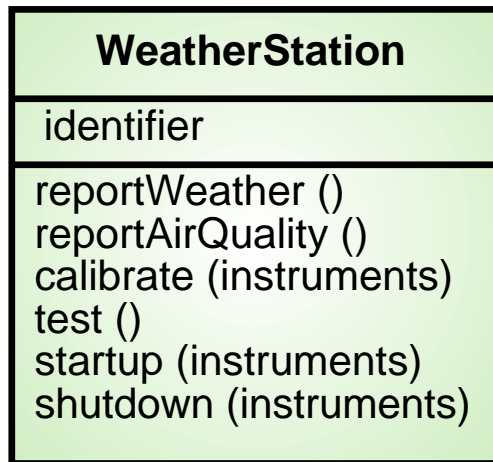 WeatherStation
identifier
reportWeather ()
reportAirQuality ()
calibrate (instruments)
test ()
startup (instruments)
shutdown (instruments)